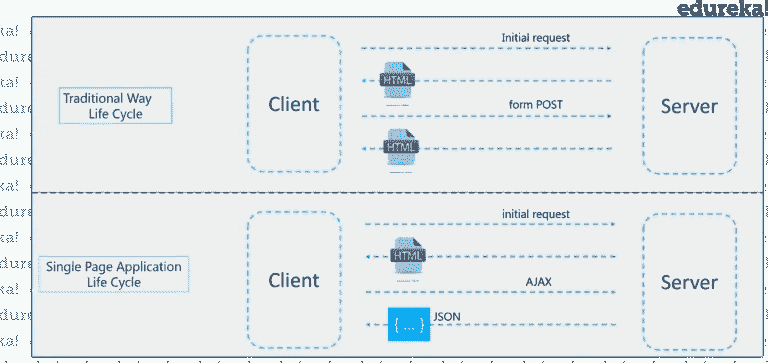 edureka!
Initial request
HTML
Traditional Way
Life Cycle
Client
form POST
Server
HTML
initial request
HTML
Single Page Application
Life Cycle
Client
AJAX
Server
{ ... } JSON